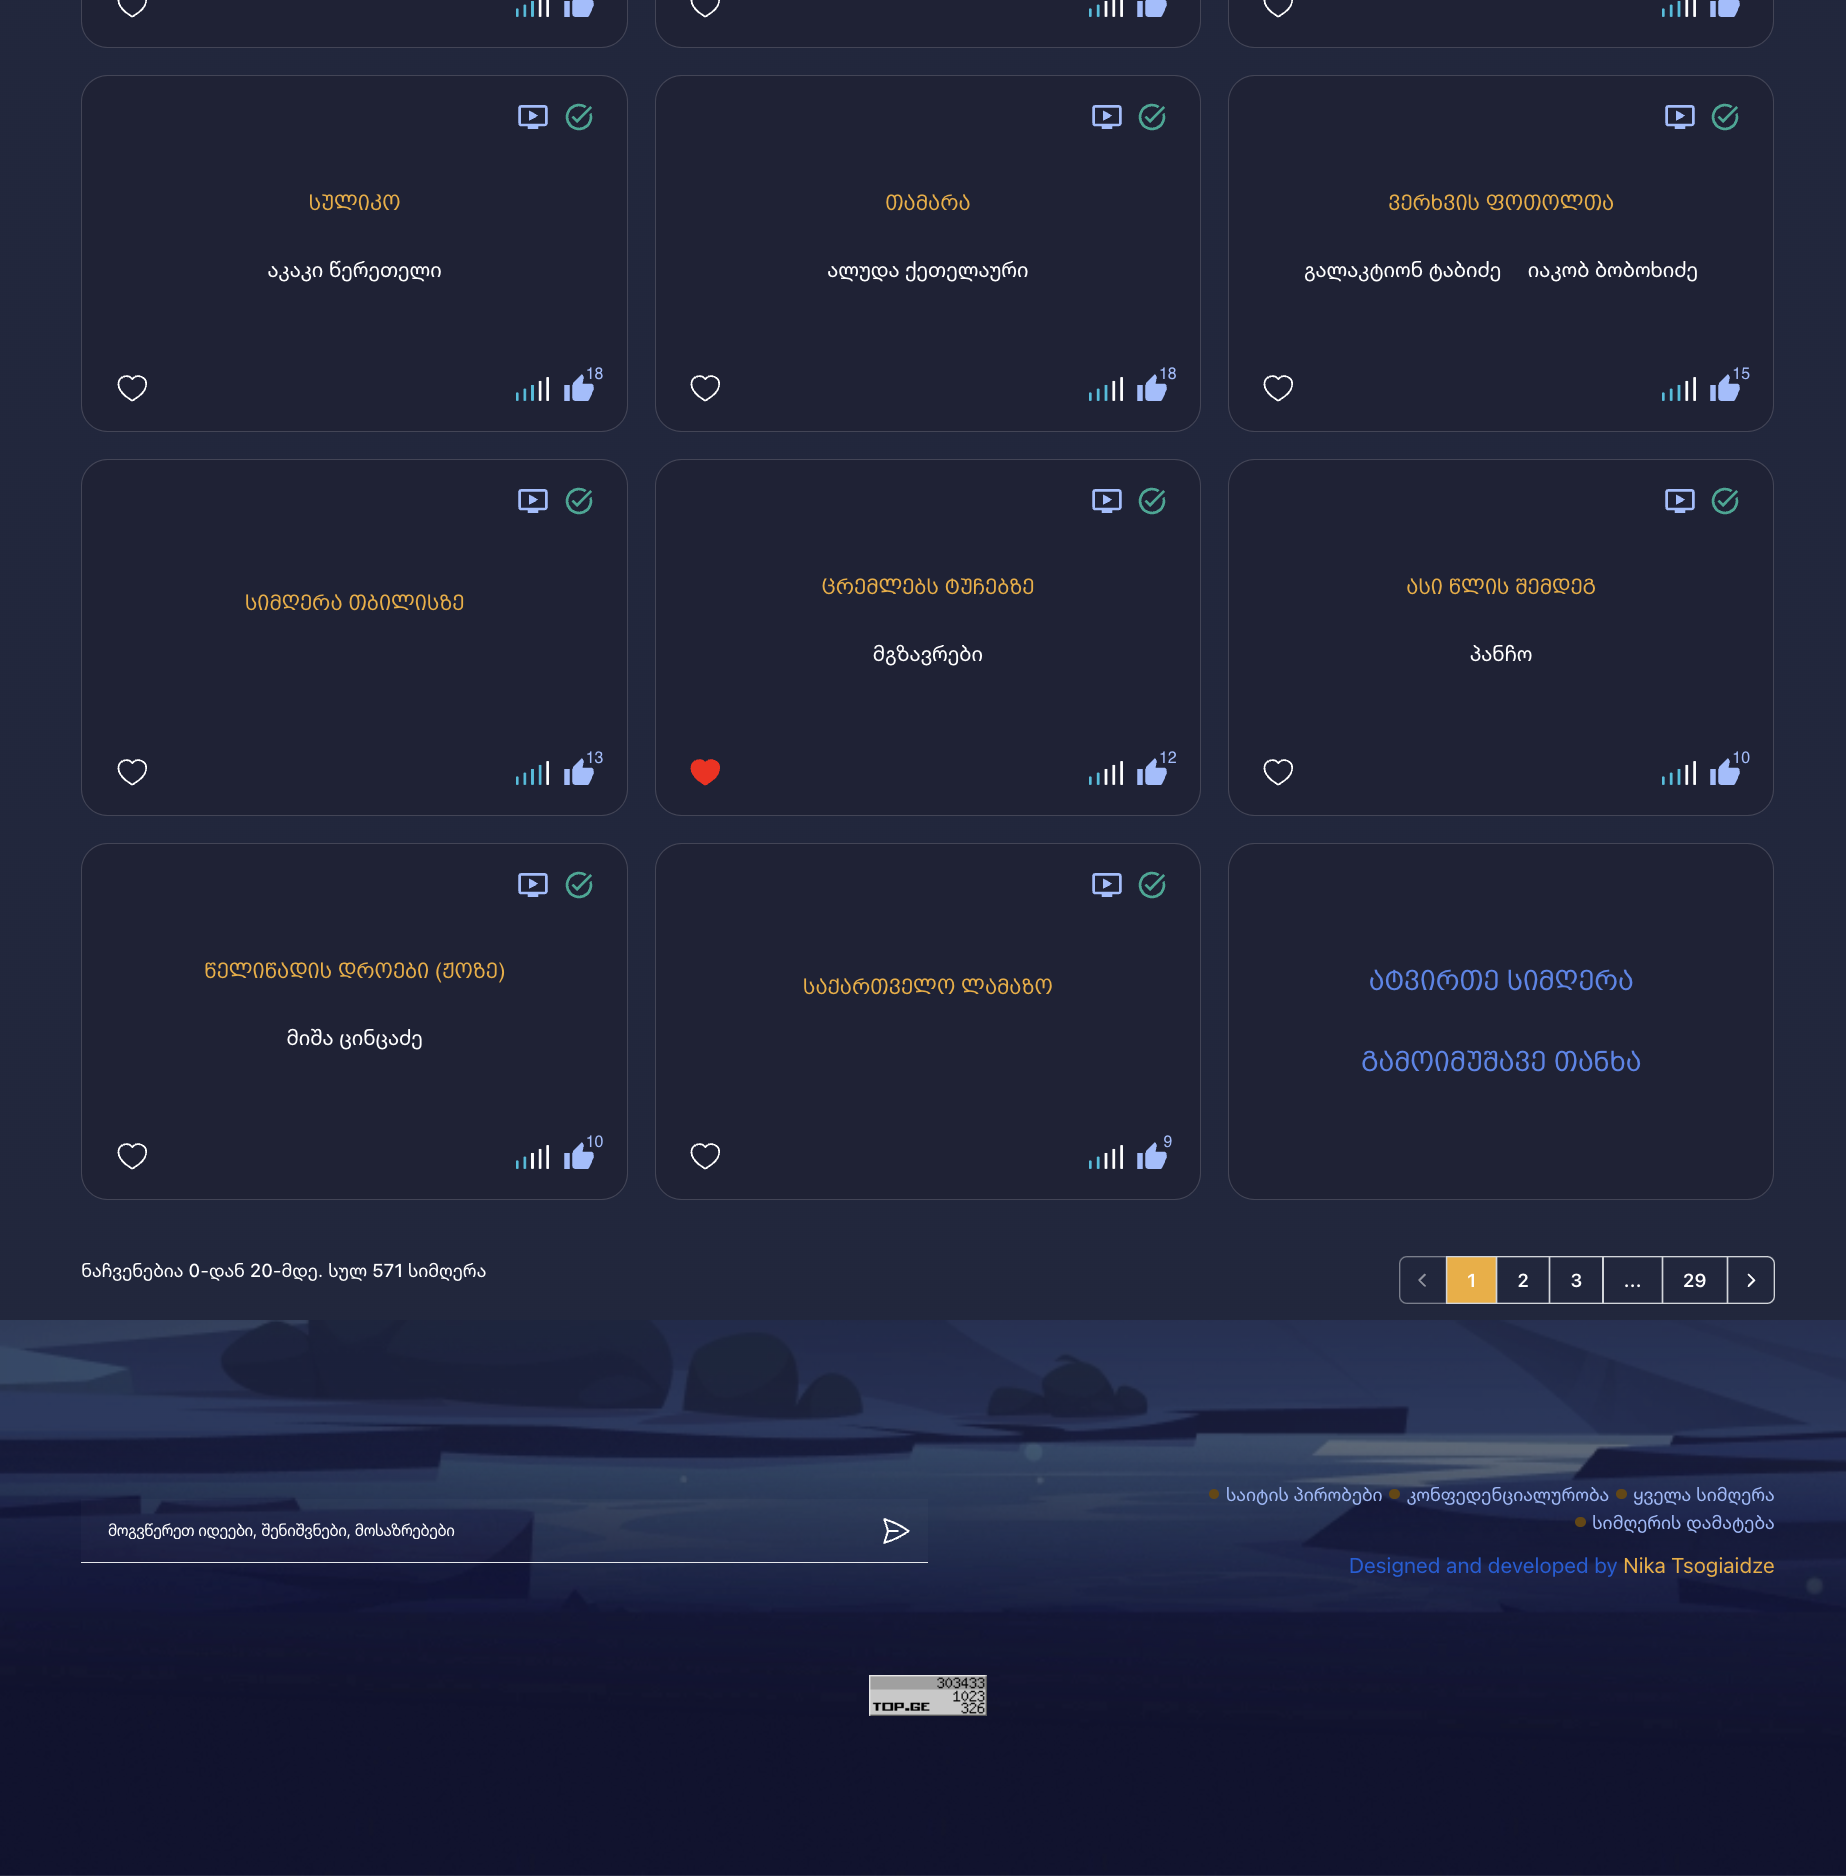 სულიკო
აკაკი წერეთელი
18
თამარა
ალუდა ქეთელაური
18
ვერხვის ფოთოლთა
გალაკტიონ ტაბიძე იაკობ ბობოხიძე
15
სიმღერა თბილისზე
13
ცრემლებს ტუჩებზე
მგზავრები
12
ასი წლის შემდეგ
პანჩო
10
წელიწადის დროები (ჟოზე)
მიშა ცინცაძე
10
საქართველო ლამაზო
9
ატვირთე სიმღერა
გამოიმუშავე თანხა
ნაჩვენებია 0-დან 20-მდე. სულ 571 სიმღერა
1 2 3 ... 29
მოგვწერეთ იდეები, შენიშვნები, მოსაზრებები
საიტის პირობები კონფედენციალურობა ყველა სიმღერა
სიმღერის დამატება
Designed and developed by Nika Tsogiaidze
303433
1023
TOP.GE 326